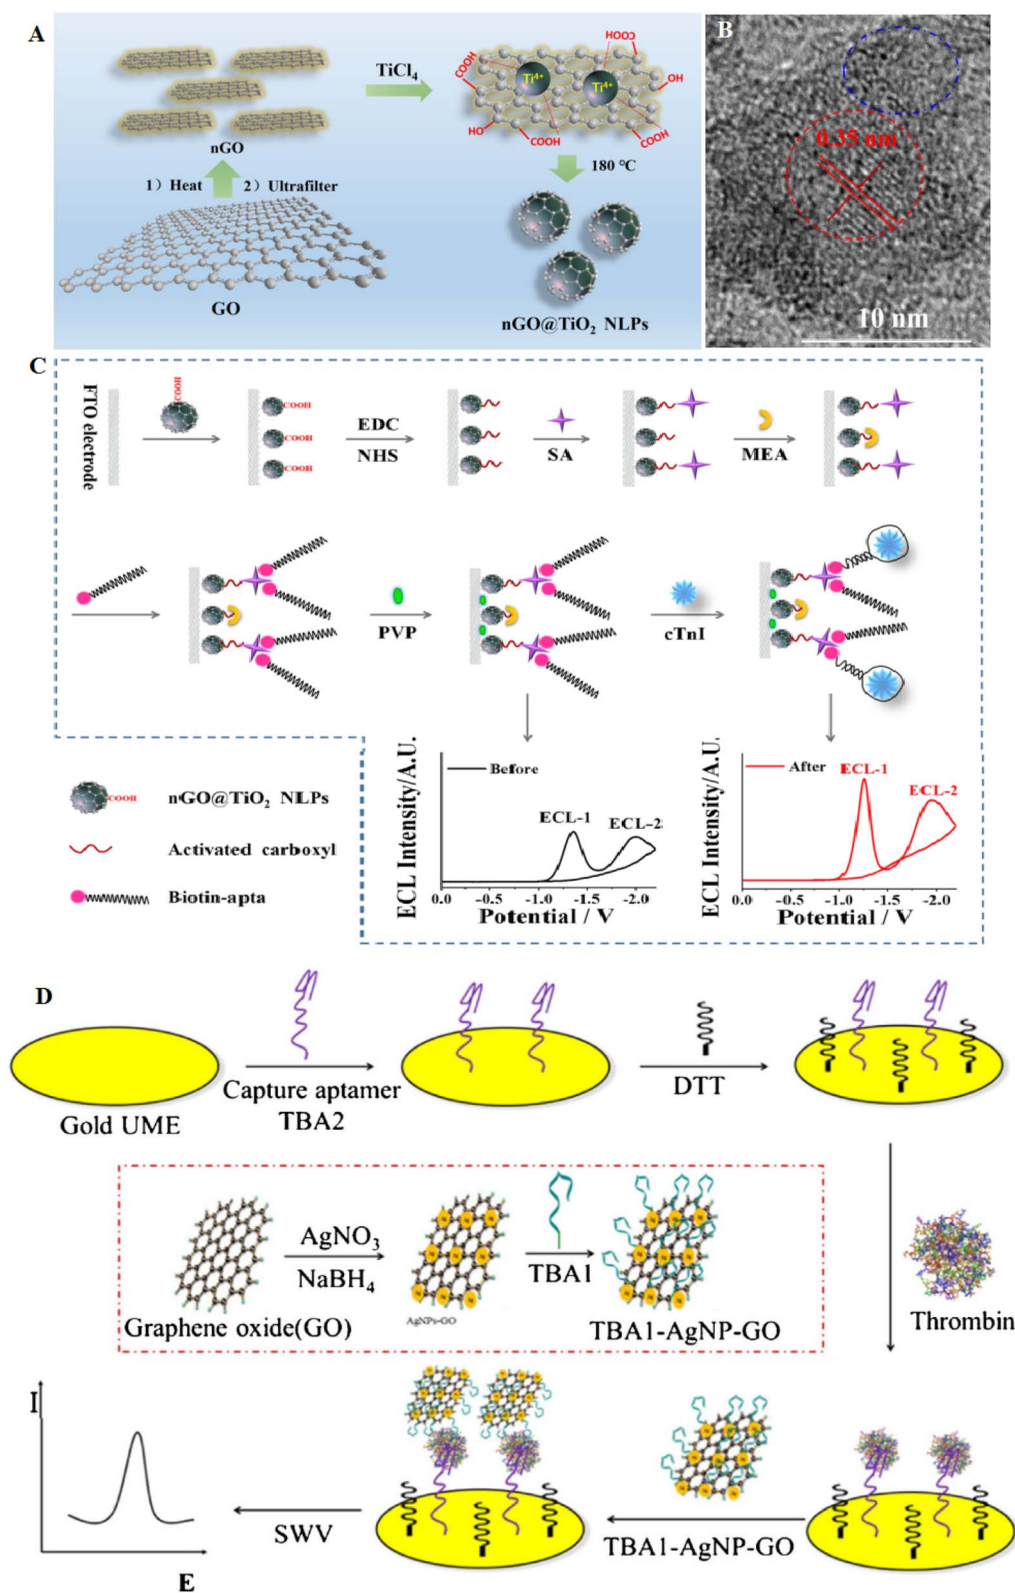 A
TiCl4
COOH
COOH
Ti4+
Ti4+
OH
HO
COOH
COOH
nGO
1) Heat
2) Ultrafilter
180 ℃
GO
nGO@TiO2 NLPs
B
0.35 nm
10 nm
C
FTO electrode
COOH
COOH
COOH
COOH
EDC
NHS
SA
MEA
PVP
cTnI
nGO@TiO2 NLPs
COOH
Activated carboxyl
Biotin-apta
ECL Intensity/A.U.
Before
ECL-1
ECL-2
0.0 -0.5 -1.0 -1.5 -2.0
Potential / V
ECL Intensity/A.U.
After
ECL-1
ECL-2
0.0 -0.5 -1.0 -1.5 -2.0
Potential / V
D
Gold UME
Capture aptamer
TBA2
DTT
AgNO3
NaBH4
Graphene oxide(GO)
AgNPs-GO
TBA1
TBA1-AgNP-GO
Thrombin
I
E
SWV
TBA1-AgNP-GO